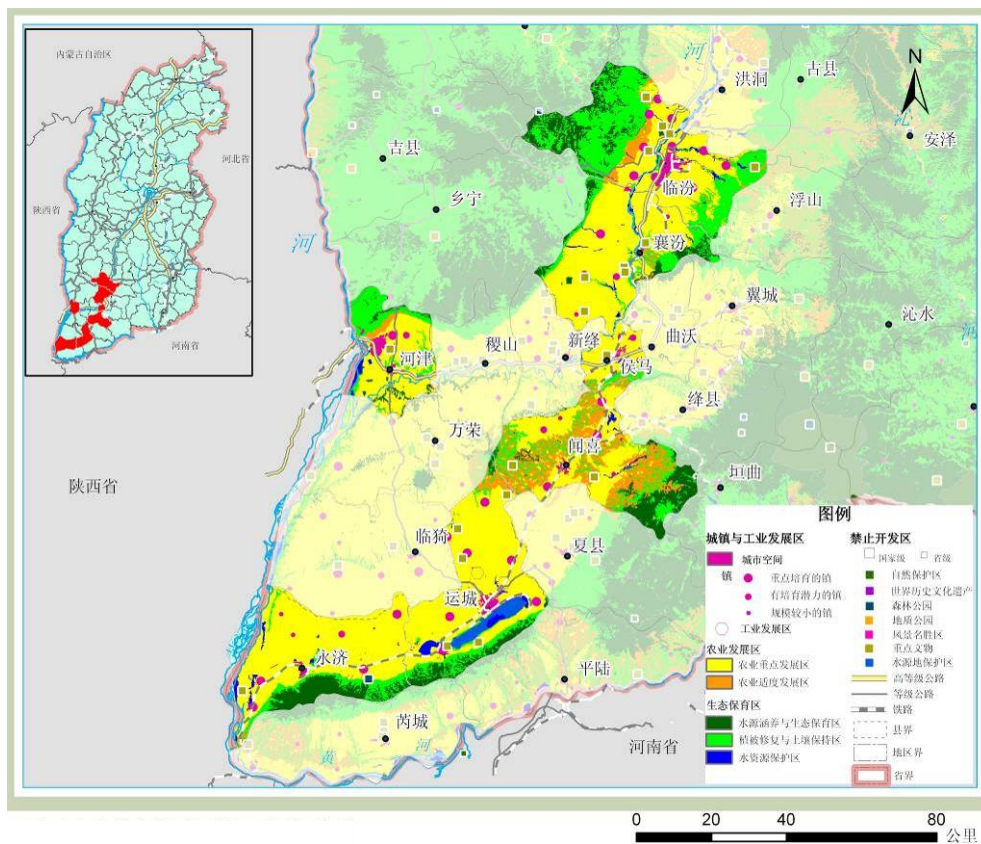 内蒙古自治区
河北省
陕西省
河南省
N
河
洪洞
古县
安泽
吉县
临汾
浮山
乡宁
河
襄汾
翼城
沁水
河
新绛
曲沃
稷山
侯马
河津
绛县
万荣
闻喜
垣曲
陕西省
临猗
夏县
运城
永济
平陆
芮城
黄
河
河南省
图例
城镇与工业发展区
城市空间
镇
重点培育的镇
有培育潜力的镇
规模较小的镇
工业发展区
农业发展区
农业重点发展区
农业适度发展区
生态保育区
水源涵养与生态保育区
植被修复与土壤保持区
水资源保护区
禁止开发区
国家级 省级
自然保护区
世界历史文化遗产
森林公园
地质公园
风景名胜区
重点文物
水源地保护区
高等级公路
等级公路
铁路
县界
地区界
省界
0 20 40 80
公里